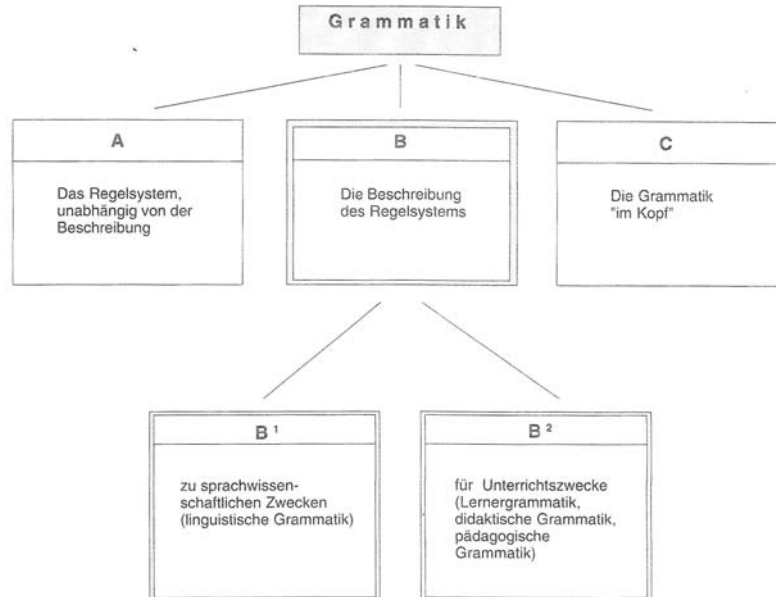 Grammatik
A
Das Regelsystem,
unabhängig von der
Beschreibung
B
Die Beschreibung
des Regelsystems
C
Die Grammatik
"im Kopf"
B¹
zu sprachwissen-
schaftlichen Zwecken
(linguistische Grammatik)
B²
für Unterrichtszwecke
(Lernergrammatik,
didaktische Grammatik,
pädagogische
Grammatik)